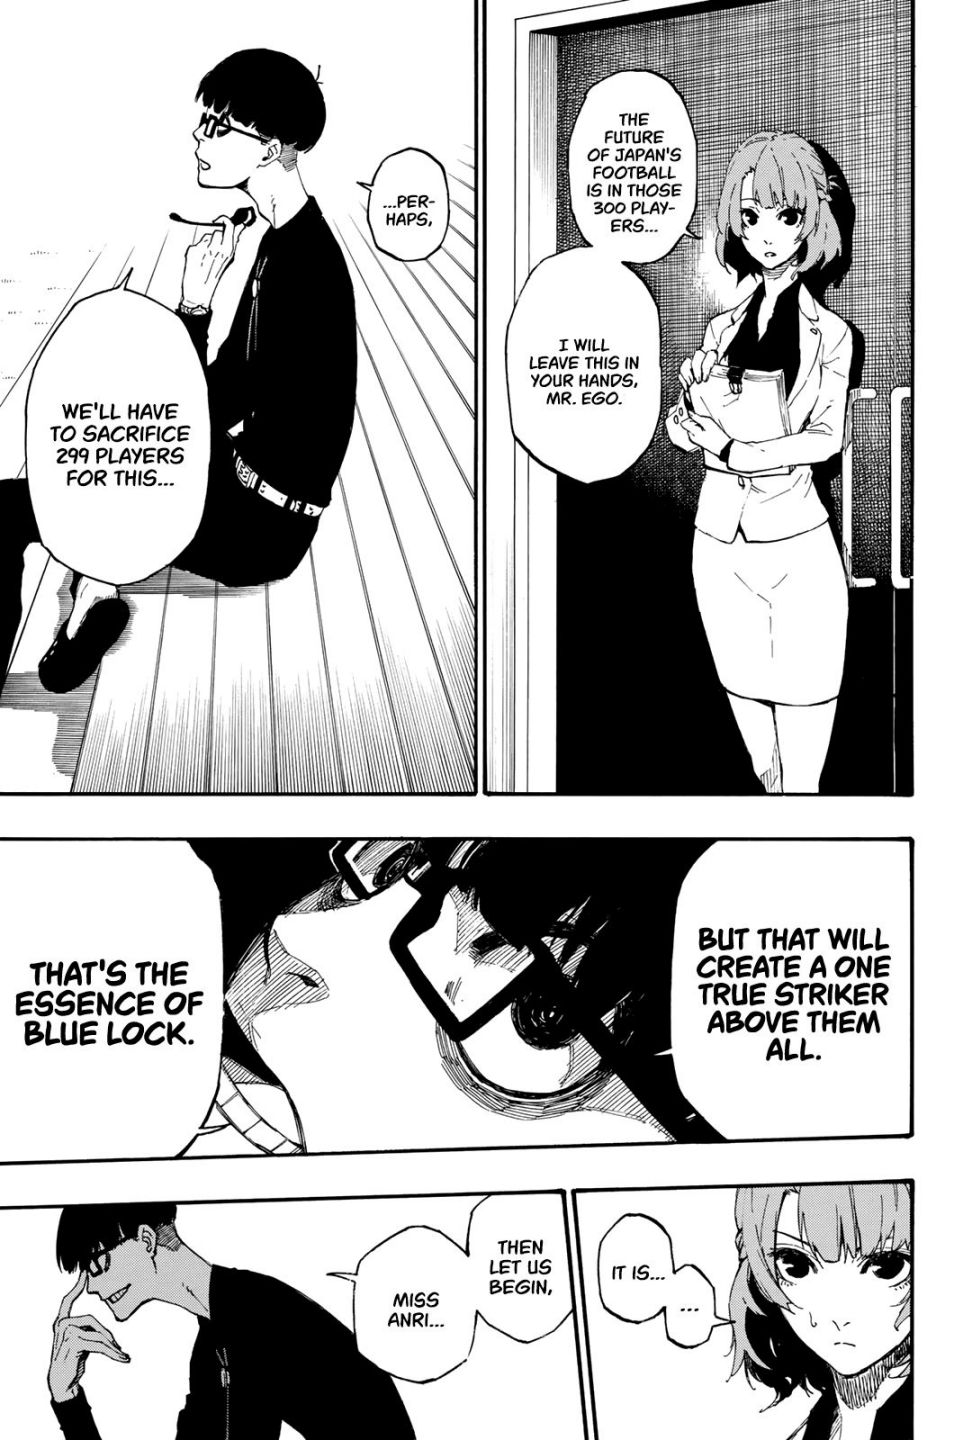 THE
FUTURE
OF JAPAN'S
FOOTBALL
IS IN THOSE
300 PLAY-
ERS...
I WILL
LEAVE THIS IN
YOUR HANDS,
MR. EGO.
...PER-
HAPS,
WE'LL HAVE
TO SACRIFICE
299 PLAYERS
FOR THIS...
BUT THAT WILL
CREATE A ONE
TRUE STRIKER
ABOVE THEM
ALL.
THAT'S THE
ESSENCE OF
BLUE LOCK.
...
IT IS...
THEN
LET US
BEGIN,
MISS
ANRI...